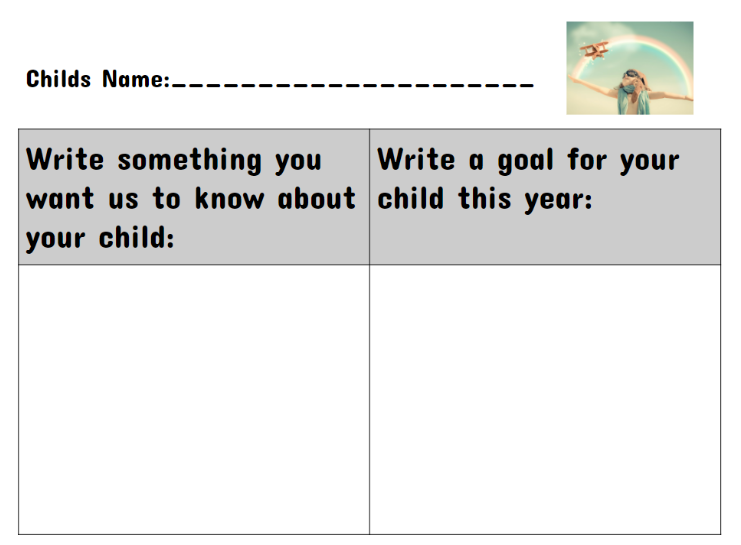 Childs Name:_____________________
Write something you
want us to know about
your child:
Write a goal for your
child this year: